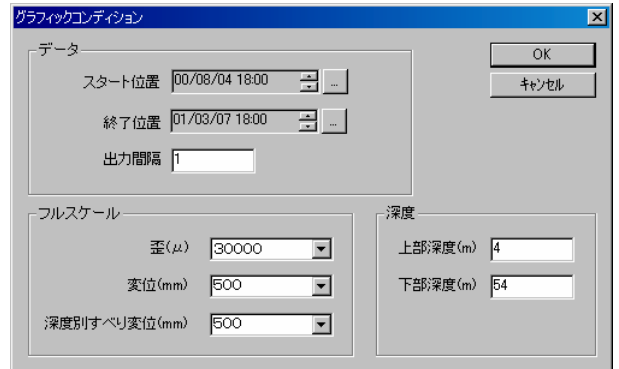 グラフィックコンディション
データ
スタート位置 00/08/04 18:00 ...
終了位置 01/03/07 18:00 ...
出力間隔 1
OK
キャンセル
フルスケール
歪(μ) 30000
変位(mm) 500
深度別すべり変位(mm) 500
深度
上部深度(m) 4
下部深度(m) 54